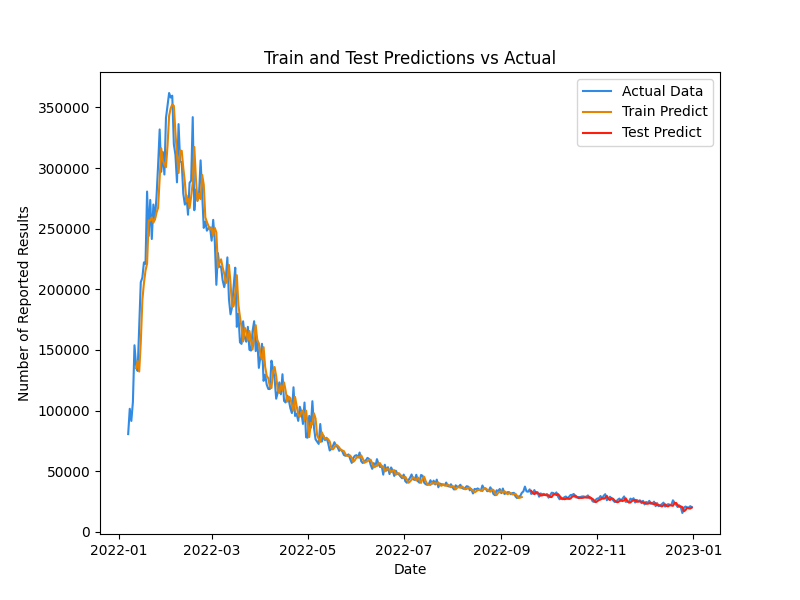 Train and Test Predictions vs Actual
Actual Data
Train Predict
Test Predict
Number of Reported Results
350000
300000
250000
200000
150000
100000
50000
0
2022-01 2022-03 2022-05 2022-07 2022-09 2022-11 2023-01
Date